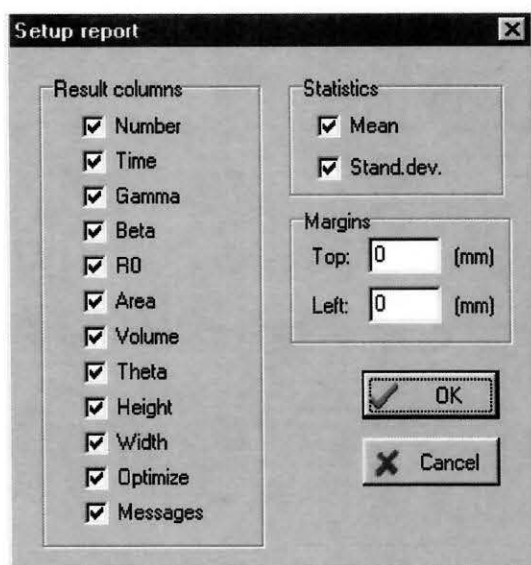 Setup report
Result columns
Number
Time
Gamma
Beta
R0
Area
Volume
Theta
Height
Width
Optimize
Messages
Statistics
Mean
Stand.dev.
Margins
Top: 0 (mm)
Left: 0 (mm)
OK
Cancel